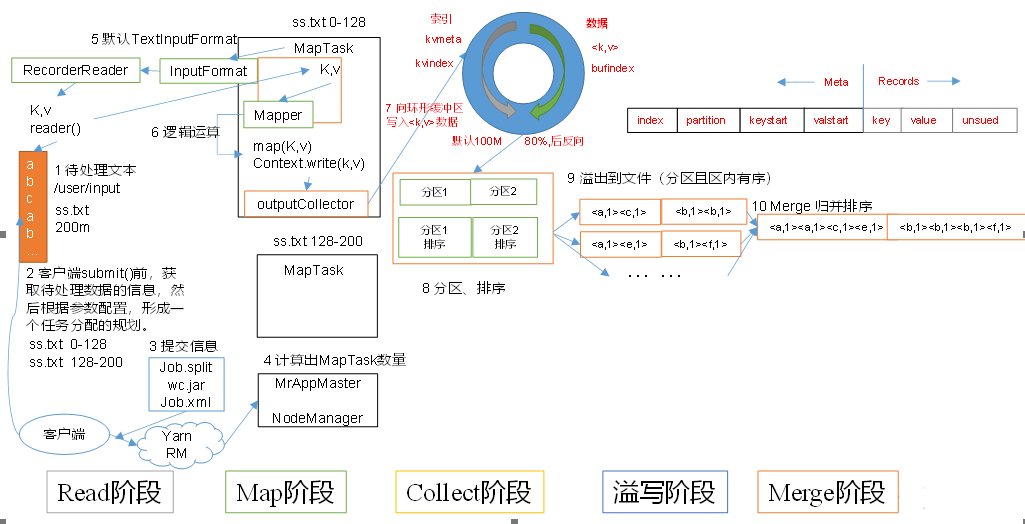 ss.txt 0-128
5 默认TextInputFormat
MapTask
RecorderReader
InputFormat
K,v
K,v
reader()
Mapper
6 逻辑运算
map(K,v)
Context.write(k,v)
outputCollector
a
b
c
a
b
...
1 待处理文本
/user/input
ss.txt
200m
2 客户端submit()前，获
取待处理数据的信息，然
后根据参数配置，形成一
个任务分配的规划。
ss.txt 0-128
ss.txt 128-200
3 提交信息
Job.split
wc.jar
Job.xml
客户端
Yarn
RM
4 计算出MapTask数量
MrAppMaster
NodeManager
ss.txt 128-200
MapTask
索引
kvmeta
kvindex
数据
<k,v>
bufindex
7 向环形缓冲区
写入<k,v>数据
默认100M
80%,后反向
Meta
Records
index
partition
keystart
valstart
key
value
unsued
分区1
分区2
分区1
排序
分区2
排序
8 分区、排序
9 溢出到文件（分区且区内有序）
<a,1><c,1>
<b,1><b,1>
<a,1><e,1>
<b,1><f,1>
... ...
10 Merge 归并排序
<a,1><a,1><c,1><e,1>
<b,1><b,1><b,1><f,1>
Read阶段
Map阶段
Collect阶段
溢写阶段
Merge阶段